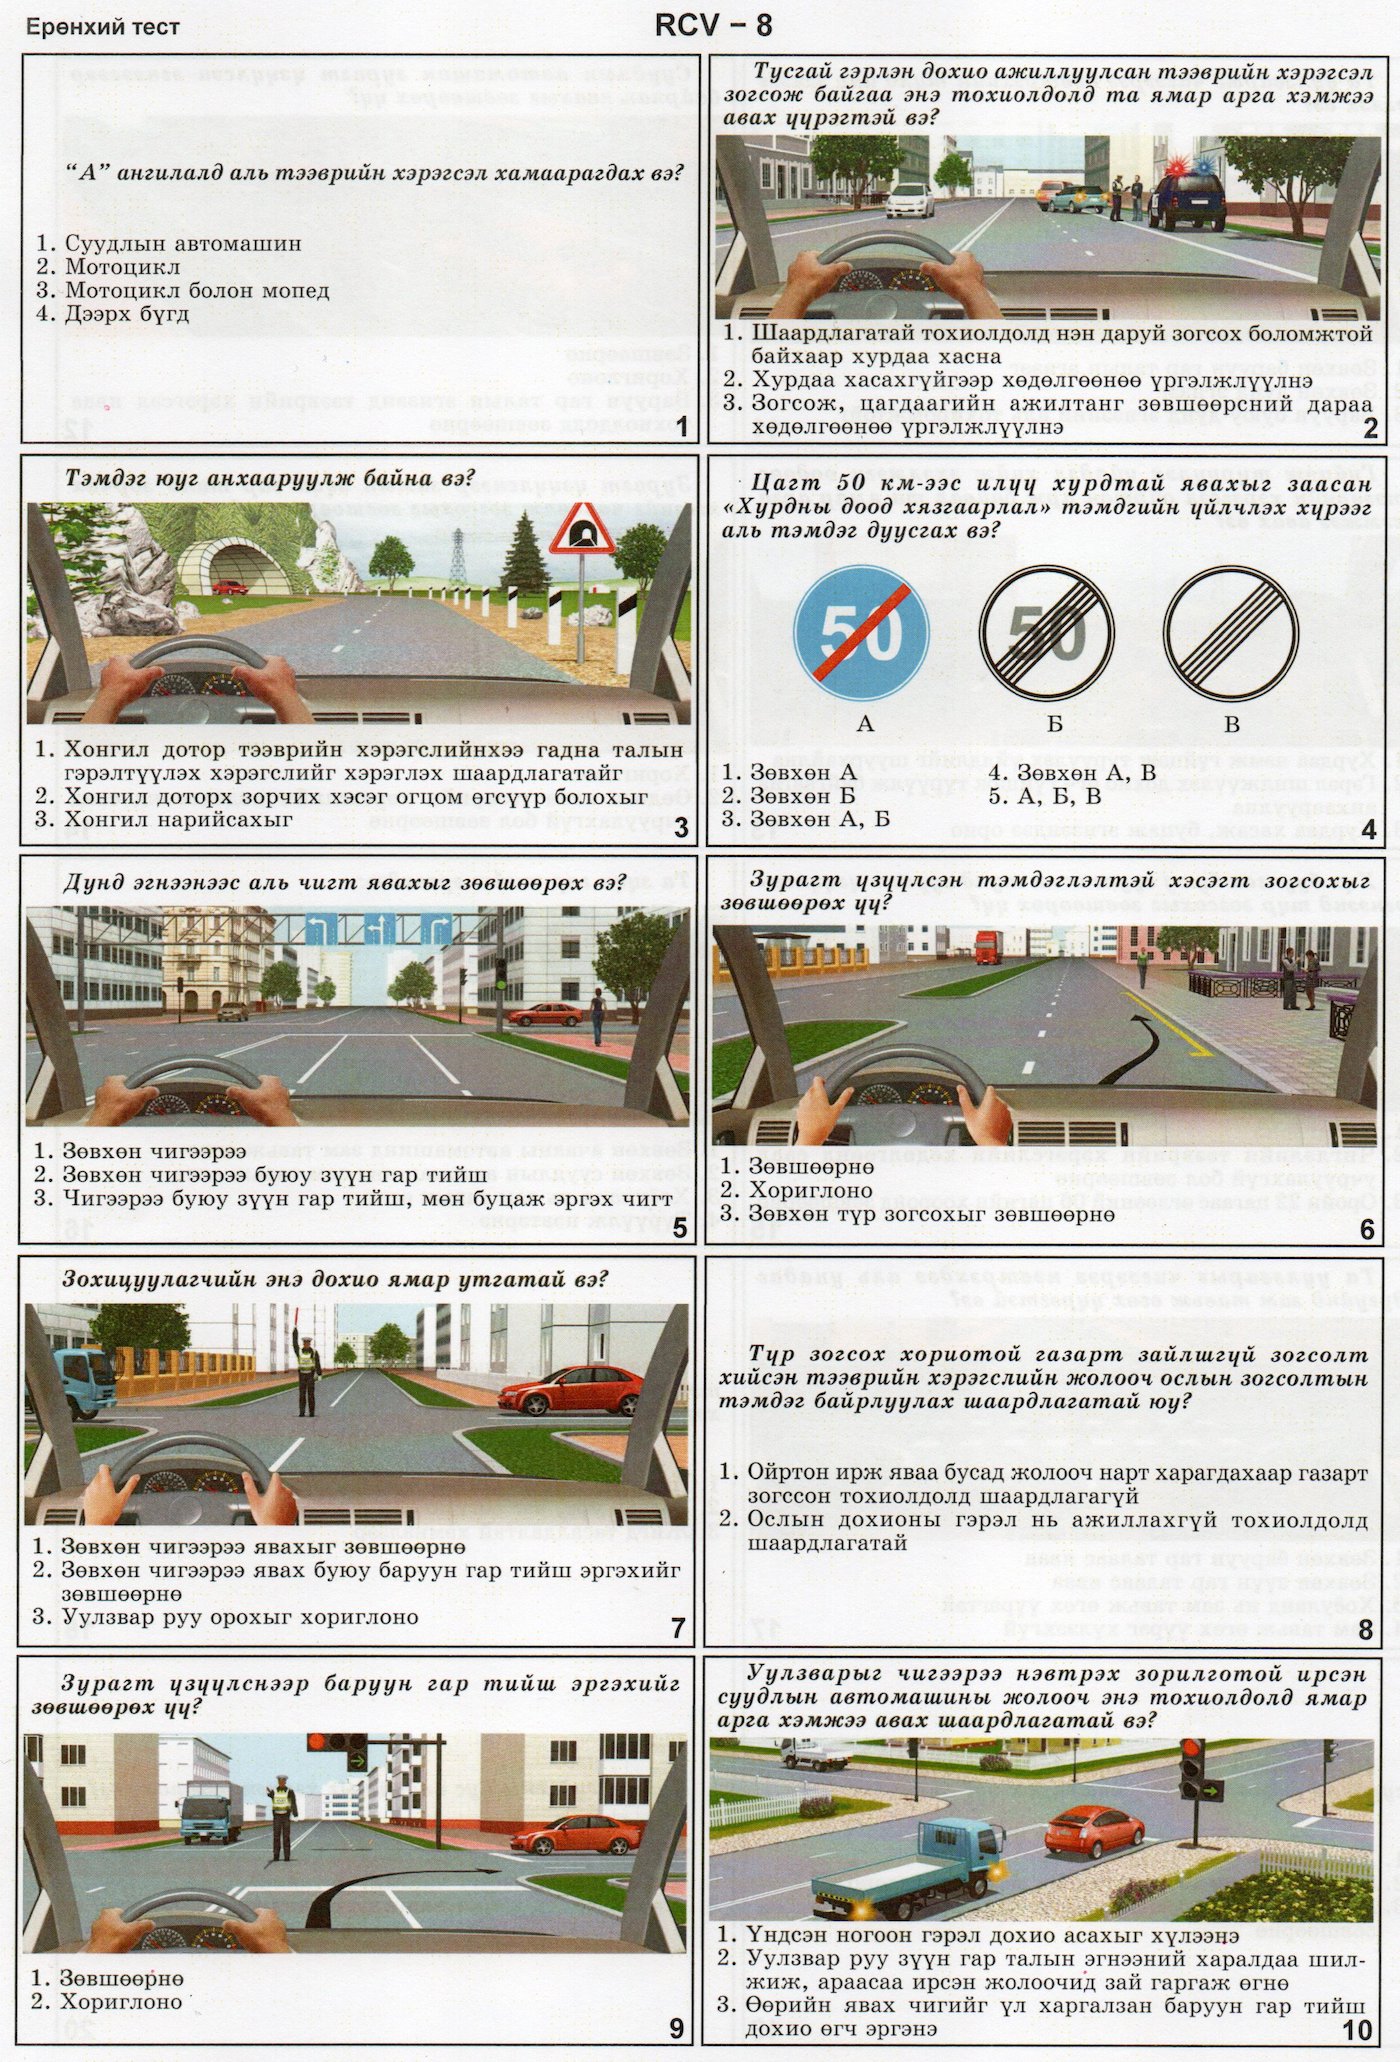 Ерөнхий тест
RCV – 8
“А” ангилалд аль тээврийн хэрэгсэл хамаарагдах вэ?
1. Суудлын автомашин
2. Мотоцикл
3. Мотоцикл болон мопед
4. Дээрх бүгд
1
Тусгай гэрлэн дохио ажиллуулсан тээврийн хэрэгсэл
зогсож байгаа энэ тохиолдолд та ямар арга хэмжээ
авах үүрэгтэй вэ?
1. Шаардлагатай тохиолдолд нэн даруй зогсох боломжтой
байхаар хурдаа хасна
2. Хурдаа хасахгүйгээр хөдөлгөөнөө үргэлжлүүлнэ
3. Зогсож, цагдаагийн ажилтанг зөвшөөрсний дараа
хөдөлгөөнөө үргэлжлүүлнэ
2
Тэмдэг юуг анхааруулж байна вэ?
1. Хонгил дотор тээврийн хэрэгслийнхээ гадна талын
гэрэлтүүлэх хэрэгслийг хэрэглэх шаардлагатайг
2. Хонгил доторх зорчих хэсэг огцом өгсүүр болохыг
3. Хонгил нарийсахыг
3
Цагт 50 км-ээс илүү хурдтай явахыг заасан
«Хурдны доод хязгаарлал» тэмдгийн үйлчлэх хүрээг
аль тэмдэг дуусгах вэ?
50
50
А
Б
В
1. Зөвхөн А
2. Зөвхөн Б
3. Зөвхөн А, Б
4. Зөвхөн А, В
5. А, Б, В
4
Дунд эгнээнээс аль чигт явахыг зөвшөөрөх вэ?
1. Зөвхөн чигээрээ
2. Зөвхөн чигээрээ буюу зүүн гар тийш
3. Чигээрээ буюу зүүн гар тийш, мөн буцаж эргэх чигт
5
Зурагт үзүүлсэн тэмдэглэлтэй хэсэгт зогсохыг
зөвшөөрөх үү?
1. Зөвшөөрнө
2. Хориглоно
3. Зөвхөн түр зогсохыг зөвшөөрнө
6
Зохицуулагчийн энэ дохио ямар утгатай вэ?
1. Зөвхөн чигээрээ явахыг зөвшөөрнө
2. Зөвхөн чигээрээ явах буюу баруун гар тийш эргэхийг
зөвшөөрнө
3. Уулзвар руу орохыг хориглоно
7
Түр зогсох хориотой газарт зайлшгүй зогсолт
хийсэн тээврийн хэрэгслийн жолооч ослын зогсолтын
тэмдэг байрлуулах шаардлагатай юу?
1. Ойртон ирж яваа бусад жолооч нарт харагдахаар газарт
зогссон тохиолдолд шаардлагагүй
2. Ослын дохионы гэрэл нь ажиллахгүй тохиолдолд
шаардлагатай
8
Зурагт үзүүлснээр баруун гар тийш эргэхийг
зөвшөөрөх үү?
1. Зөвшөөрнө
2. Хориглоно
9
Уулзварыг чигээрээ нэвтрэх зорилготой ирсэн
суудлын автомашины жолооч энэ тохиолдолд ямар
арга хэмжээ авах шаардлагатай вэ?
1. Үндсэн ногоон гэрэл дохио асахыг хүлээнэ
2. Уулзвар руу зүүн гар талын эгнээний харалдаа шил-
жиж, араасаа ирсэн жолоочид зай гаргаж өгнө
3. Өөрийн явах чигийг үл харгалзан баруун гар тийш
дохио өгч эргэнэ
10